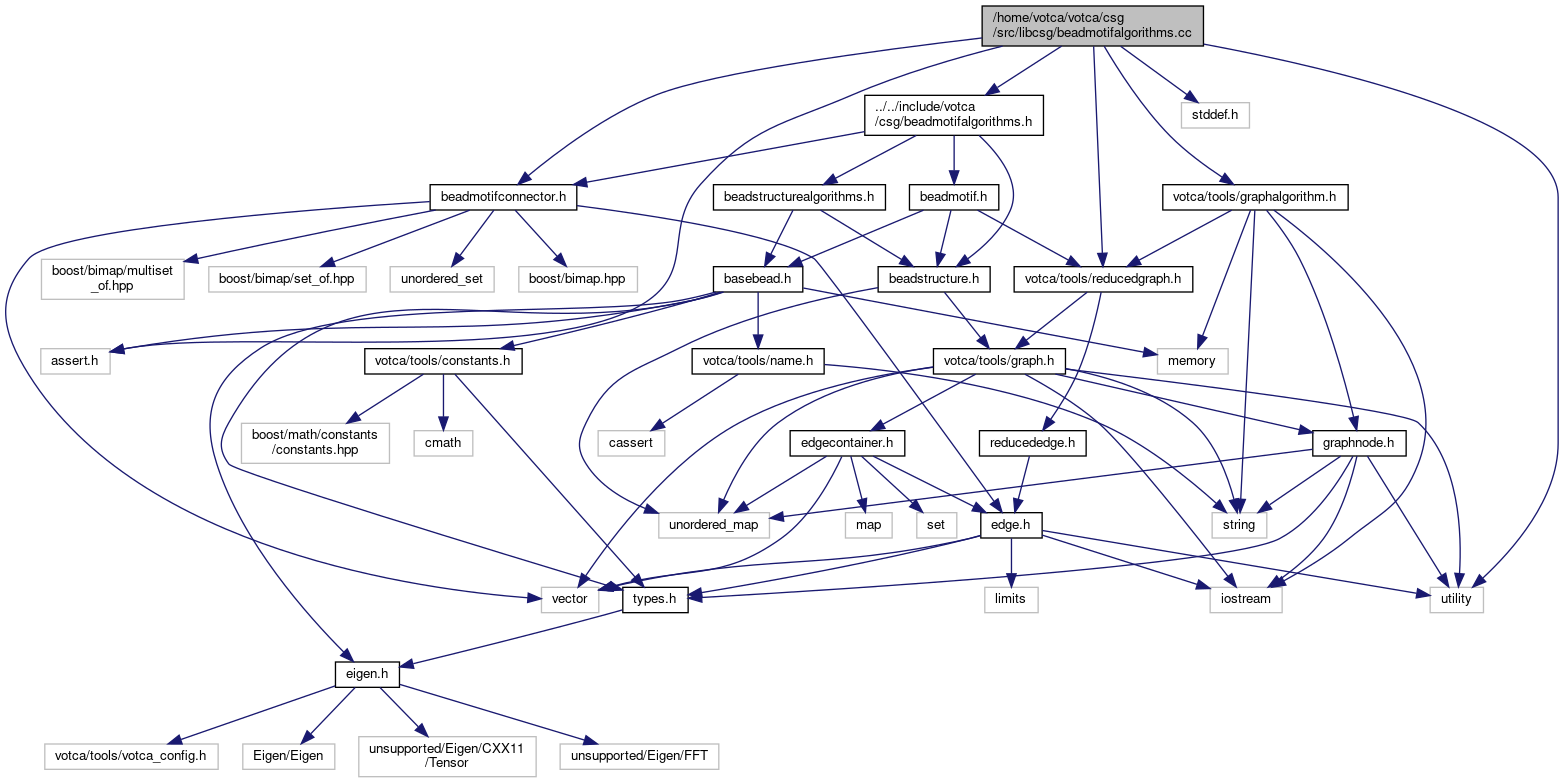 /home/votca/votca/csg
/src/libcsg/beadmotifalgorithms.cc
../../include/votca
/csg/beadmotifalgorithms.h
stddef.h
beadmotifconnector.h
beadstructurealgorithms.h
beadmotif.h
votca/tools/graphalgorithm.h
boost/bimap/multiset
_of.hpp
boost/bimap/set_of.hpp
unordered_set
boost/bimap.hpp
basebead.h
beadstructure.h
votca/tools/reducedgraph.h
assert.h
votca/tools/constants.h
votca/tools/name.h
votca/tools/graph.h
memory
boost/math/constants
/constants.hpp
cmath
cassert
edgecontainer.h
reducededge.h
graphnode.h
unordered_map
map
set
edge.h
string
vector
types.h
limits
iostream
utility
eigen.h
votca/tools/votca_config.h
Eigen/Eigen
unsupported/Eigen/CXX11
/Tensor
unsupported/Eigen/FFT